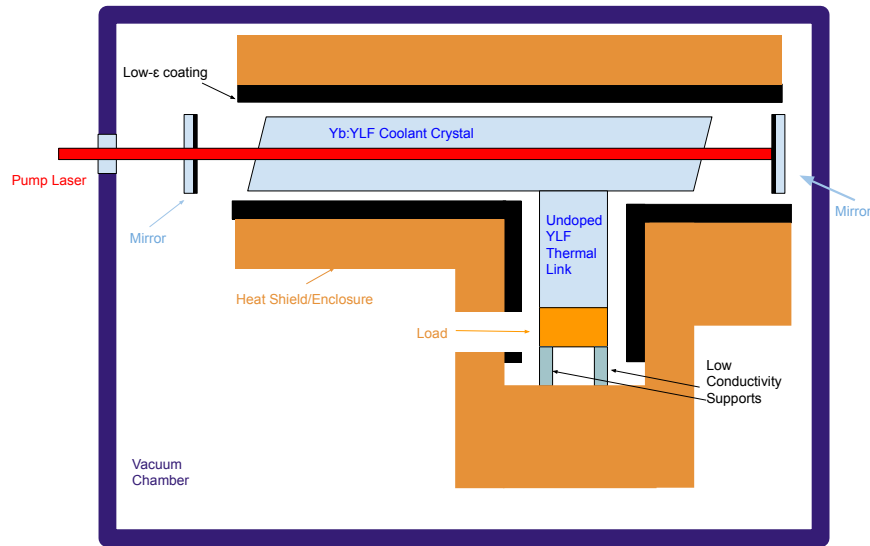 Low-ε coating
Yb:YLF Coolant Crystal
Pump Laser
Mirror
Mirror
Undoped
YLF
Thermal
Link
Heat Shield/Enclosure
Load
Low
Conductivity
Supports
Vacuum
Chamber